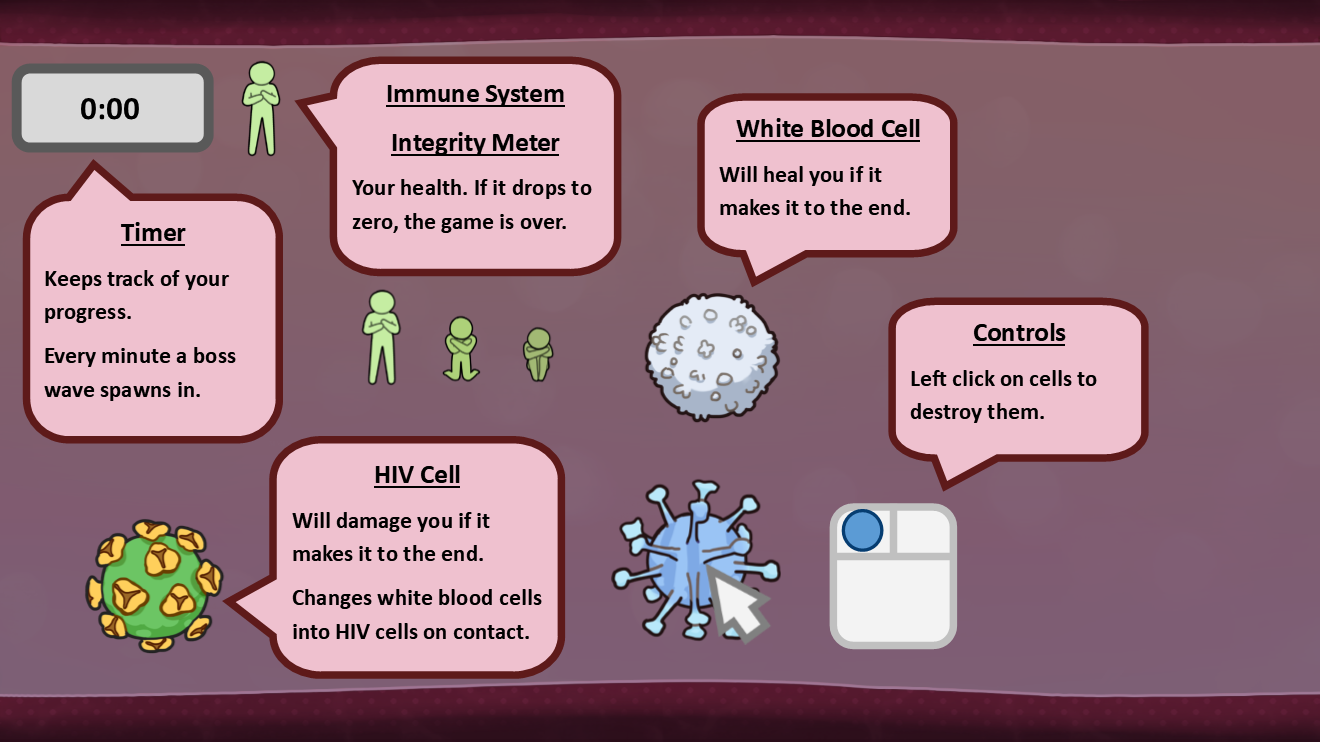 0:00
Immune System
Integrity Meter
Your health. If it drops to
zero, the game is over.
White Blood Cell
Will heal you if it
makes it to the end.
Timer
Keeps track of your
progress.
Every minute a boss
wave spawns in.
Controls
Left click on cells to
destroy them.
HIV Cell
Will damage you if it
makes it to the end.
Changes white blood cells
into HIV cells on contact.